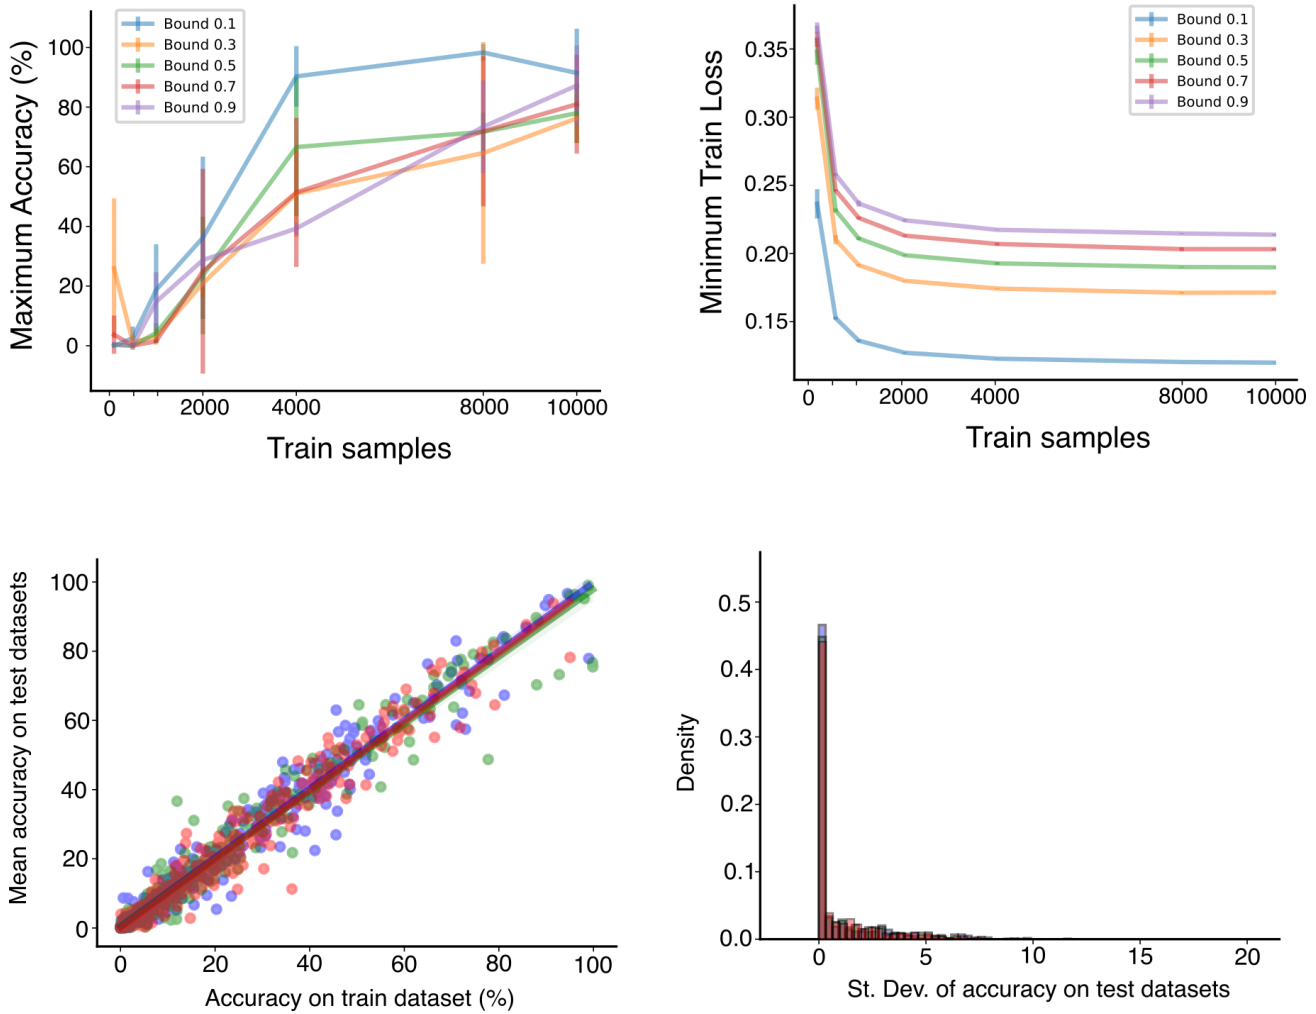 Maximum Accuracy (%)
Bound 0.1
Bound 0.3
Bound 0.5
Bound 0.7
Bound 0.9
100
80
60
40
20
0
0 2000 4000 8000 10000
Train samples
Minimum Train Loss
Bound 0.1
Bound 0.3
Bound 0.5
Bound 0.7
Bound 0.9
0.35
0.30
0.25
0.20
0.15
0 2000 4000 8000 10000
Train samples
Mean accuracy on test datasets
100
80
60
40
20
0
0 20 40 60 80 100
Accuracy on train dataset (%)
Density
0.5
0.4
0.3
0.2
0.1
0.0
0 5 10 15 20
St. Dev. of accuracy on test datasets